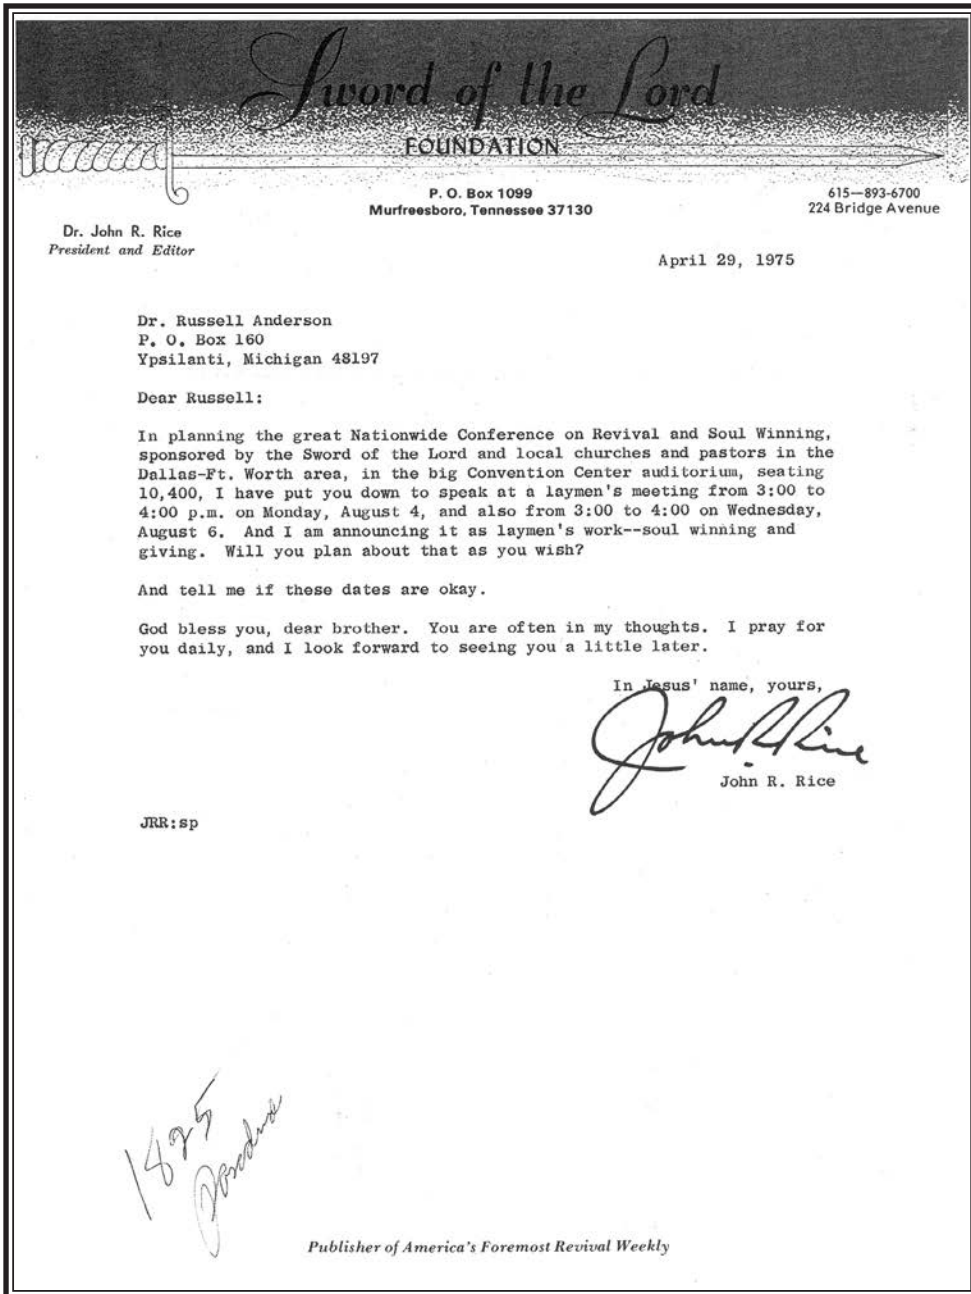 Sword of the Lord
FOUNDATION
P. O. Box 1099
Murfreesboro, Tennessee 37130
615—893-6700
224 Bridge Avenue
Dr. John R. Rice
President and Editor
April 29, 1975
Dr. Russell Anderson
P. O. Box 160
Ypsilanti, Michigan 48197
Dear Russell:
In planning the great Nationwide Conference on Revival and Soul Winning,
sponsored by the Sword of the Lord and local churches and pastors in the
Dallas-Ft. Worth area, in the big Convention Center auditorium, seating
10,400, I have put you down to speak at a laymen's meeting from 3:00 to
4:00 p.m. on Monday, August 4, and also from 3:00 to 4:00 on Wednesday,
August 6. And I am announcing it as laymen's work--soul winning and
giving. Will you plan about that as you wish?
And tell me if these dates are okay.
God bless you, dear brother. You are often in my thoughts. I pray for
you daily, and I look forward to seeing you a little later.
In Jesus' name, yours,
John R. Rice
John R. Rice
JRR:sp
1825
Publisher of America's Foremost Revival Weekly